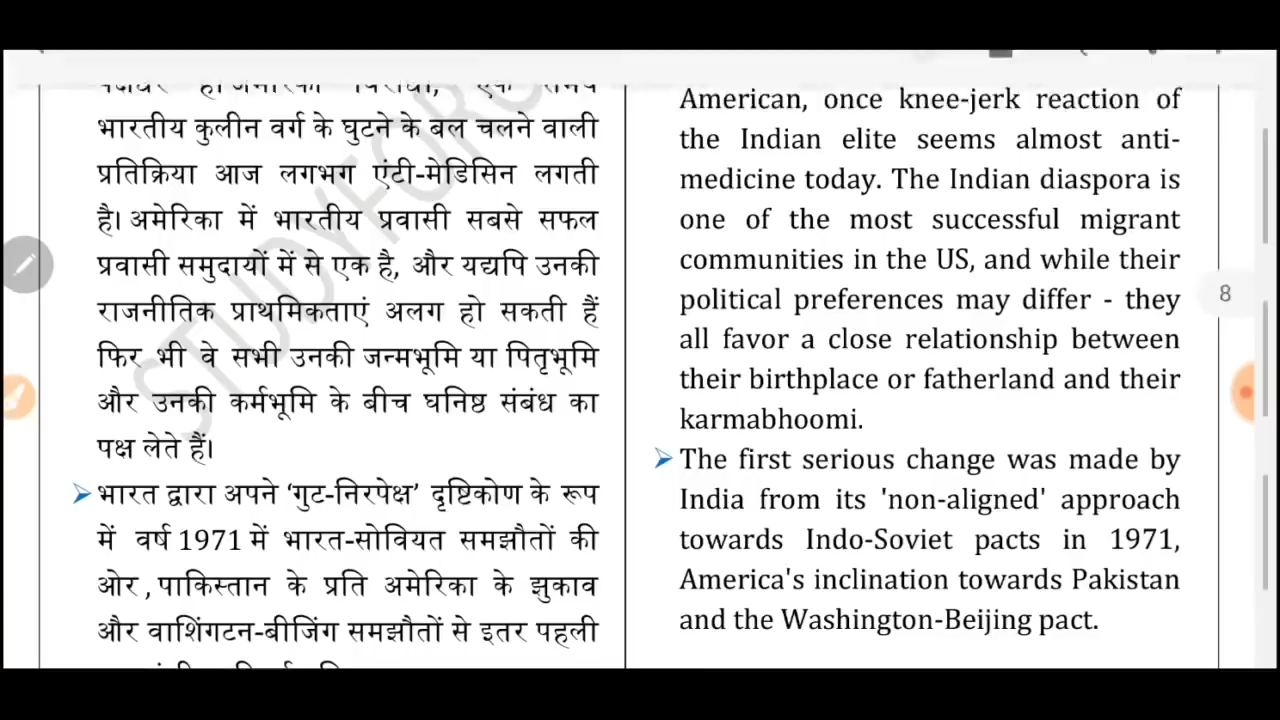 भारतीय कुलीन वर्ग के घुटने के बल चलने वाली
प्रतिक्रिया आज लगभग एंटी-मेडिसिन लगती
है। अमेरिका में भारतीय प्रवासी सबसे सफल
प्रवासी समुदायों में से एक है, और यद्यपि उनकी
राजनीतिक प्राथमिकताएं अलग हो सकती हैं
फिर भी वे सभी उनकी जन्मभूमि या पितृभूमि
और उनकी कर्मभूमि के बीच घनिष्ठ संबंध का
पक्ष लेते हैं।
➢ भारत द्वारा अपने ‘गुट-निरपेक्ष’ दृष्टिकोण के रूप
में वर्ष 1971 में भारत-सोवियत समझौतों की
ओर, पाकिस्तान के प्रति अमेरिका के झुकाव
और वाशिंगटन-बीजिंग समझौतों से इतर पहली
American, once knee-jerk reaction of
the Indian elite seems almost anti-
medicine today. The Indian diaspora is
one of the most successful migrant
communities in the US, and while their
political preferences may differ - they
all favor a close relationship between
their birthplace or fatherland and their
karmabhoomi.
➢ The first serious change was made by
India from its 'non-aligned' approach
towards Indo-Soviet pacts in 1971,
America's inclination towards Pakistan
and the Washington-Beijing pact.
8
STUDYFOR